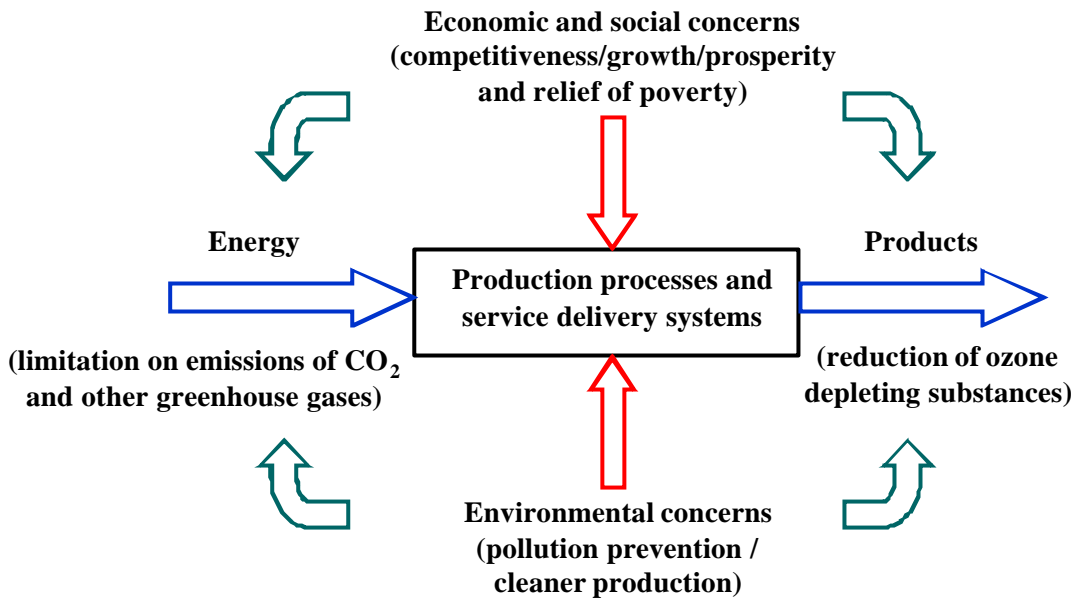 Economic and social concerns
(competitiveness/growth/prosperity
and relief of poverty)
Energy
Products
Production processes and
service delivery systems
(limitation on emissions of CO₂
and other greenhouse gases)
(reduction of ozone
depleting substances)
Environmental concerns
(pollution prevention /
cleaner production)